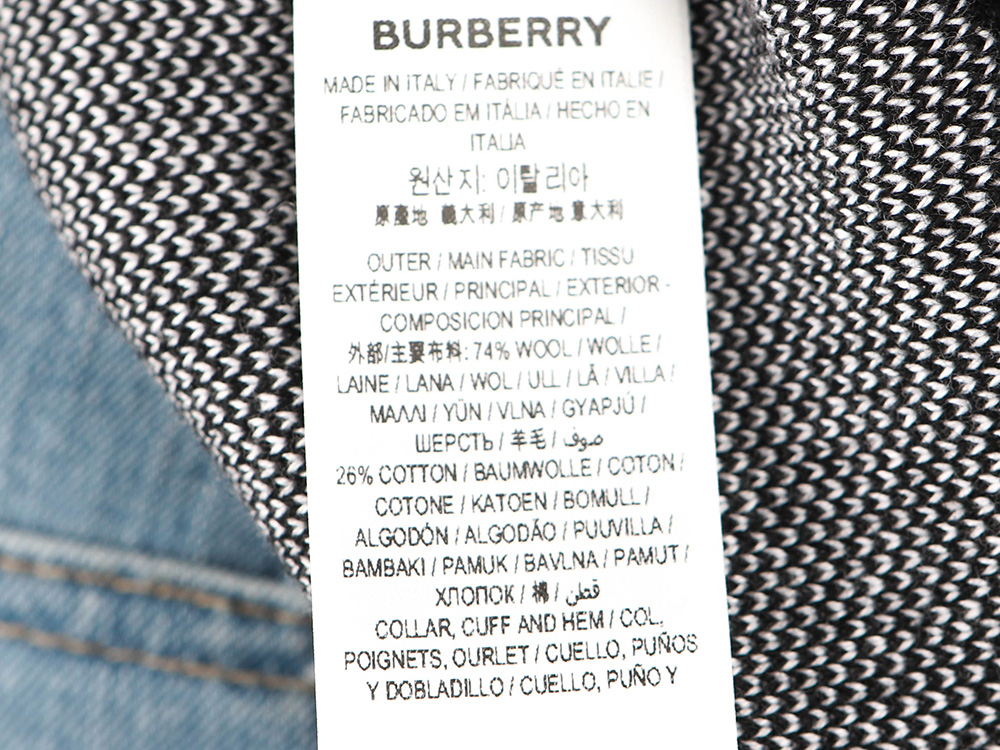 BURBERRY
MADE IN ITALY / FABRIQUÉ EN ITALIE /
FABRICADO EM ITÁLIA / HECHO EN
ITALIA
원산지: 이탈리아
原產地 義大利 / 原产地 意大利
OUTER / MAIN FABRIC / TISSU
EXTÉRIEUR / PRINCIPAL / EXTERIOR -
COMPOSICION PRINCIPAL /
外部/主要布料: 74% WOOL / WOLLE /
LAINE / LANA / WOL / ULL / LÃ / VILLA /
ΜΑΛΛΙ / YÜN / VLNA / GYAPJÚ /
ШЕРСТЬ / 羊毛 / صوف
26% COTTON / BAUMWOLLE / COTON /
COTONE / KATOEN / BOMULL /
ALGODÓN / ALGODÃO / PUUVILLA /
BAMBAKI / PAMUK / BAVLNA / PAMUT /
ХЛОПОК / 棉 / قطن
COLLAR, CUFF AND HEM / COL,
POIGNETS, OURLET / CUELLO, PUÑOS
Y DOBLADILLO / CUELLO, PUÑO Y